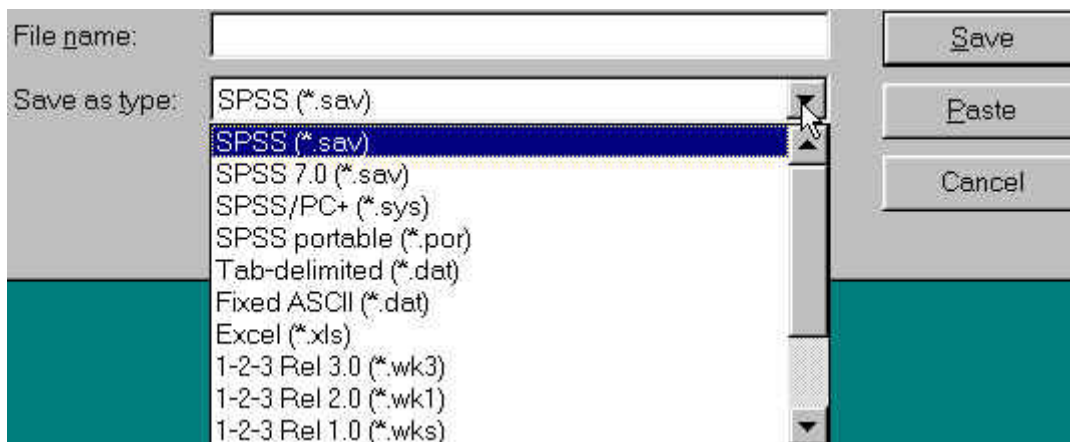 File name:
Save
Save as type:
SPSS (*.sav)
Paste
SPSS (*.sav)
SPSS 7.0 (*.sav)
Cancel
SPSS/PC+ (*.sys)
SPSS portable (*.por)
Tab-delimited (*.dat)
Fixed ASCII (*.dat)
Excel (*.xls)
1-2-3 Rel 3.0 (*.wk3)
1-2-3 Rel 2.0 (*.wk1)
1-2-3 Rel 1.0 (*.wks)